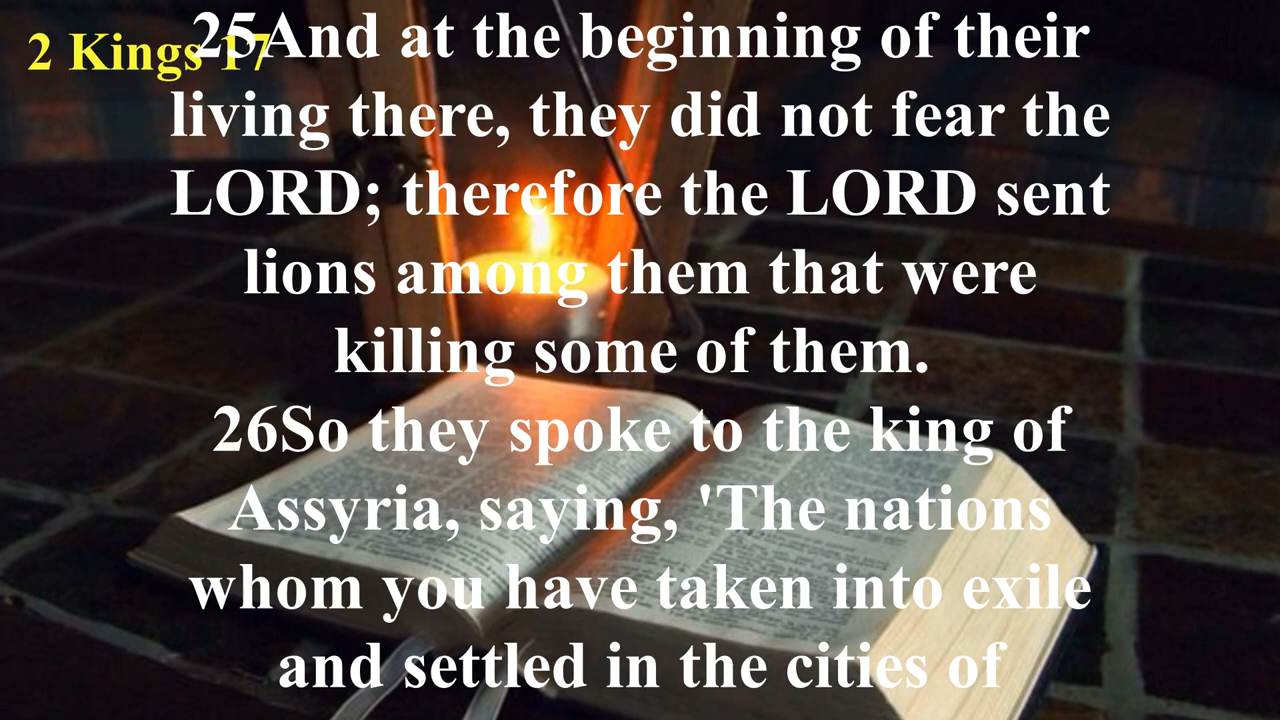 2 Kings 17
25And at the beginning of their
living there, they did not fear the
LORD; therefore the LORD sent
lions among them that were
killing some of them.
26So they spoke to the king of
Assyria, saying, 'The nations
whom you have taken into exile
and settled in the cities of